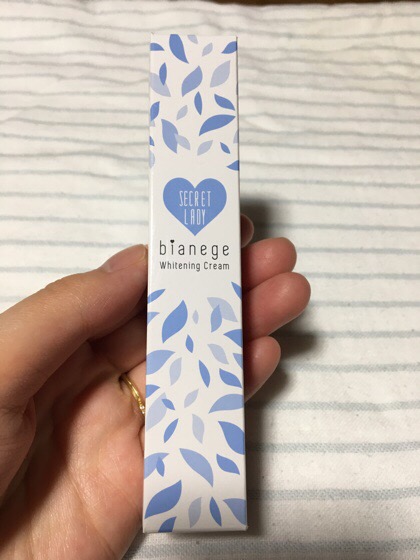 SECRET
LADY
bianege
Whitening Cream